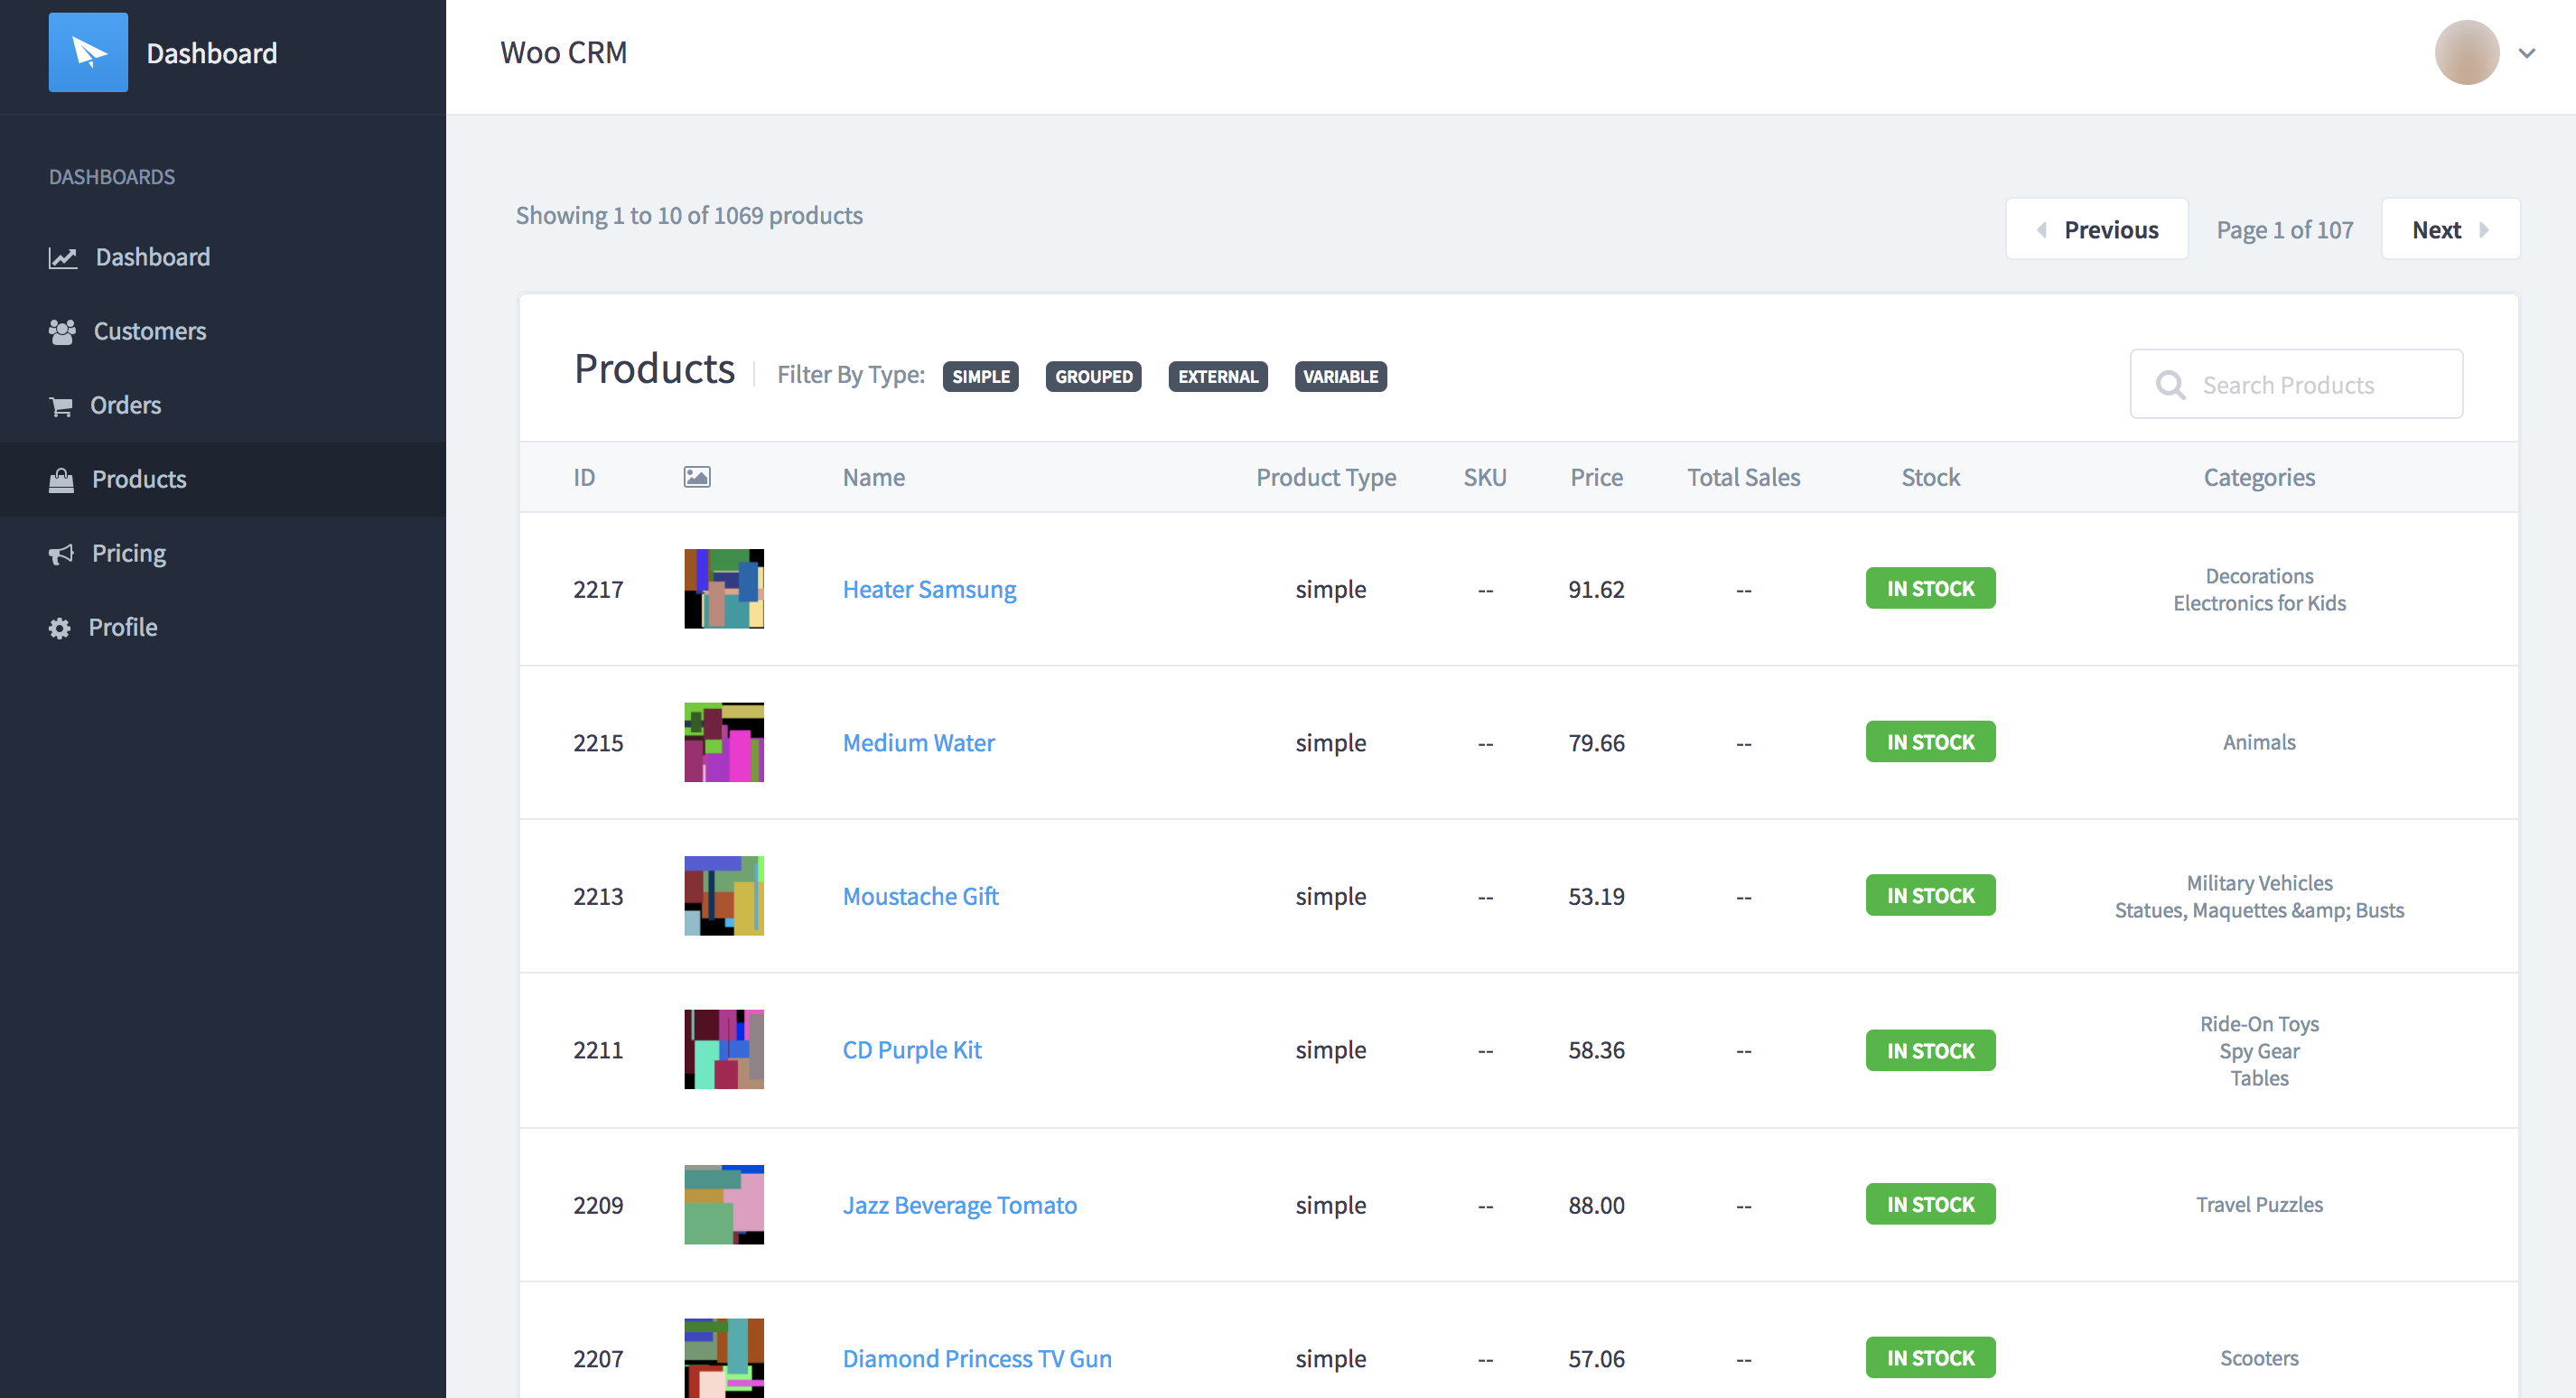 Dashboard
Woo CRM
DASHBOARDS
Dashboard
Customers
Orders
Products
Pricing
Profile
Showing 1 to 10 of 1069 products
Previous
Page 1 of 107
Next
Products
Filter By Type: SIMPLE GROUPED EXTERNAL VARIABLE
Search Products
ID Name Product Type SKU Price Total Sales Stock Categories
2217 Heater Samsung simple -- 91.62 -- IN STOCK Decorations
Electronics for Kids
2215 Medium Water simple -- 79.66 -- IN STOCK Animals
2213 Moustache Gift simple -- 53.19 -- IN STOCK Military Vehicles
Statues, Maquettes &amp; Busts
2211 CD Purple Kit simple -- 58.36 -- IN STOCK Ride-On Toys
Spy Gear
Tables
2209 Jazz Beverage Tomato simple -- 88.00 -- IN STOCK Travel Puzzles
2207 Diamond Princess TV Gun simple -- 57.06 -- IN STOCK Scooters